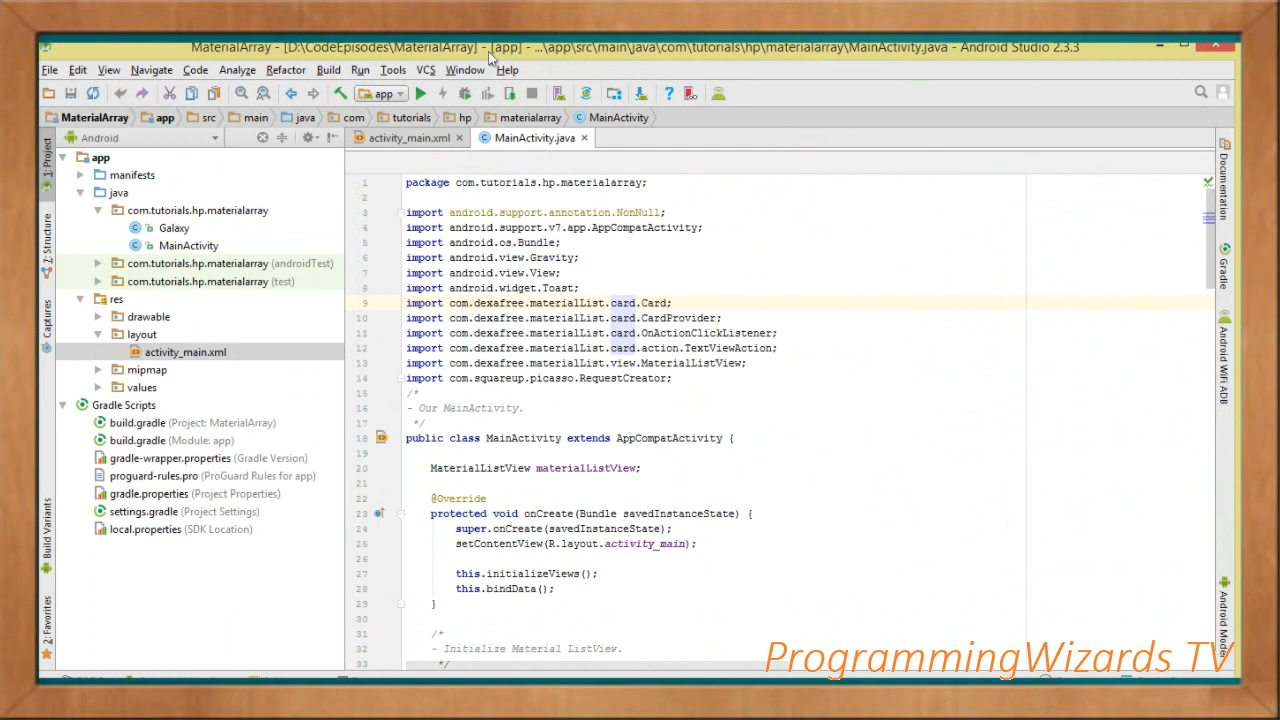 MaterialArray - [D:\CodeEpisodes\MaterialArray] - [app] - ...\app\src\main\java\com\tutorials\hp\materialarray\MainActivity.java - Android Studio 2.3.3
File Edit View Navigate Code Analyze Refactor Build Run Tools VCS Window Help
app
MaterialArray app src main java com tutorials hp materialarray MainActivity
1: Project
7: Structure
Captures
Build Variants
2: Favorites
Android
app
manifests
java
com.tutorials.hp.materialarray
Galaxy
MainActivity
com.tutorials.hp.materialarray (androidTest)
com.tutorials.hp.materialarray (test)
res
drawable
layout
activity_main.xml
mipmap
values
Gradle Scripts
build.gradle (Project: MaterialArray)
build.gradle (Module: app)
gradle-wrapper.properties (Gradle Version)
proguard-rules.pro (ProGuard Rules for app)
gradle.properties (Project Properties)
settings.gradle (Project Settings)
local.properties (SDK Location)
activity_main.xml MainActivity.java
1 package com.tutorials.hp.materialarray;
2
3 import android.support.annotation.NonNull;
4 import android.support.v7.app.AppCompatActivity;
5 import android.os.Bundle;
6 import android.view.Gravity;
7 import android.view.View;
8 import android.widget.Toast;
9 import com.dexafree.materialList.card.Card;
10 import com.dexafree.materialList.card.CardProvider;
11 import com.dexafree.materialList.card.OnActionClickListener;
12 import com.dexafree.materialList.card.action.TextViewAction;
13 import com.dexafree.materialList.view.MaterialListView;
14 import com.squareup.picasso.RequestCreator;
15 /*
16 - Our MainActivity.
17 */
18 public class MainActivity extends AppCompatActivity {
19
20 MaterialListView materialListView;
21
22 @Override
23 protected void onCreate(Bundle savedInstanceState) {
24 super.onCreate(savedInstanceState);
25 setContentView(R.layout.activity_main);
26
27 this.initializeViews();
28 this.bindData();
29 }
30
31 /*
32 - Initialize Material ListView.
33 */
Documentation
Gradle
Android WiFi ADB
Android Model
ProgrammingWizards TV